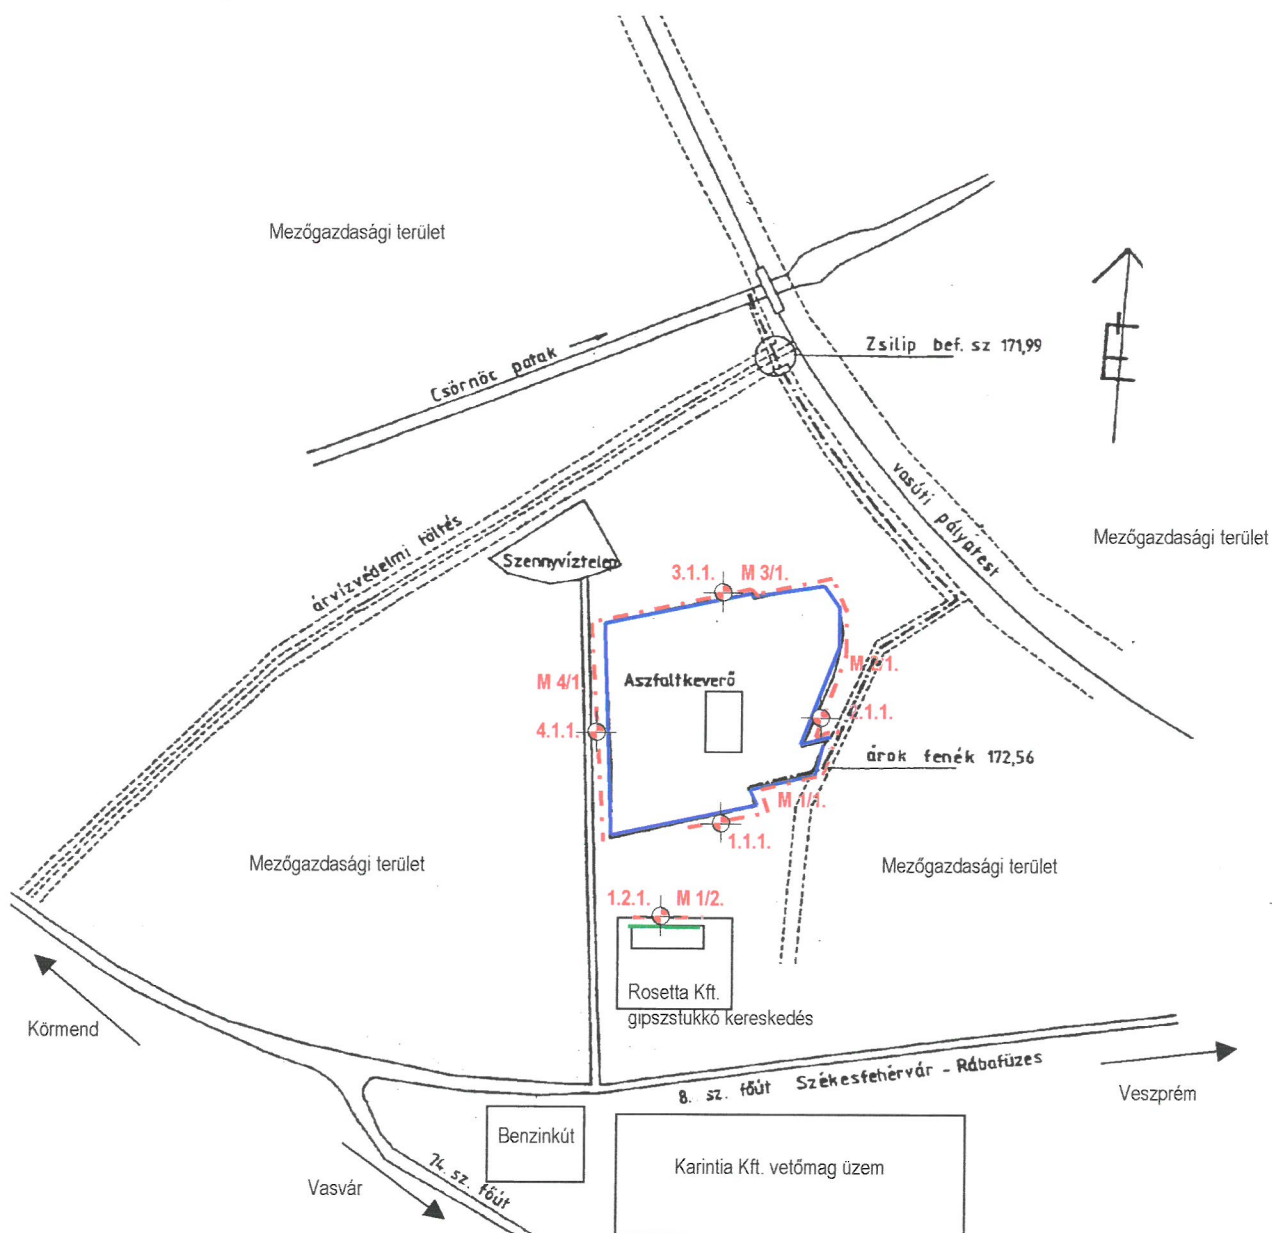 Mezőgazdasági terület
Zsilip bef. sz 171,99
Csörnöc patak
vasúti pályatest
Mezőgazdasági terület
árvízvédelmi töltés
Szennyvíztelep
3.1.1. M 3/1.
M 2/1.
M 4/1
Aszfaltkeverő
2.1.1.
4.1.1.
árok fenék 172,56
M 1/1.
1.1.1.
Mezőgazdasági terület
Mezőgazdasági terület
1.2.1. M 1/2.
Rosetta Kft.
gipszstukkó kereskedés
Körmend
8. sz. főút Székesfehérvár - Rábafüzes
Veszprém
Benzinkút
Karintia Kft. vetőmag üzem
74. sz. főút
Vasvár